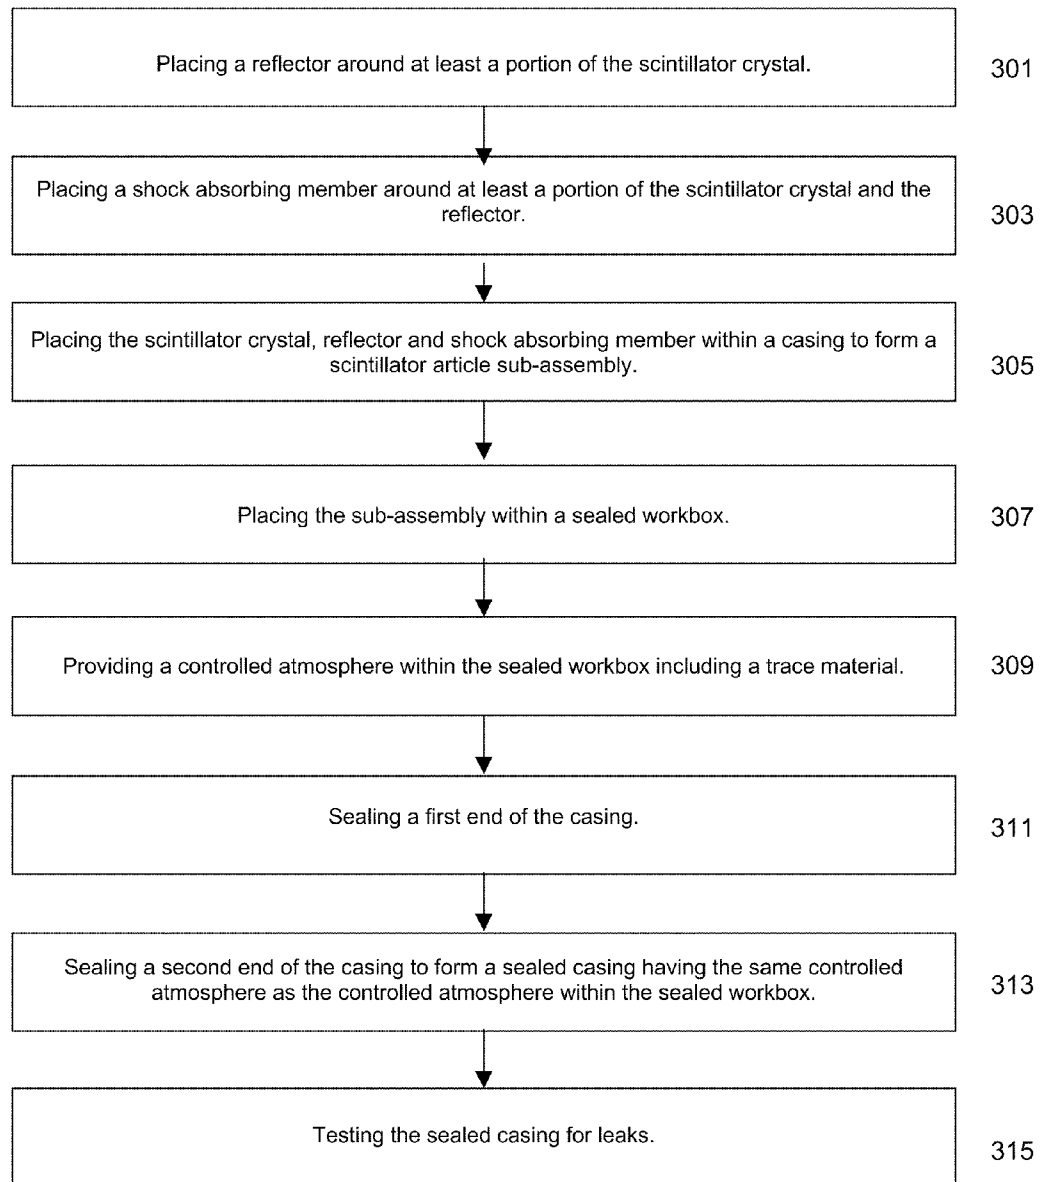 Placing a reflector around at least a portion of the scintillator crystal.
301
Placing a shock absorbing member around at least a portion of the scintillator crystal and the
reflector.
303
Placing the scintillator crystal, reflector and shock absorbing member within a casing to form a
scintillator article sub-assembly.
305
Placing the sub-assembly within a sealed workbox.
307
Providing a controlled atmosphere within the sealed workbox including a trace material.
309
Sealing a first end of the casing.
311
Sealing a second end of the casing to form a sealed casing having the same controlled
atmosphere as the controlled atmosphere within the sealed workbox.
313
Testing the sealed casing for leaks.
315